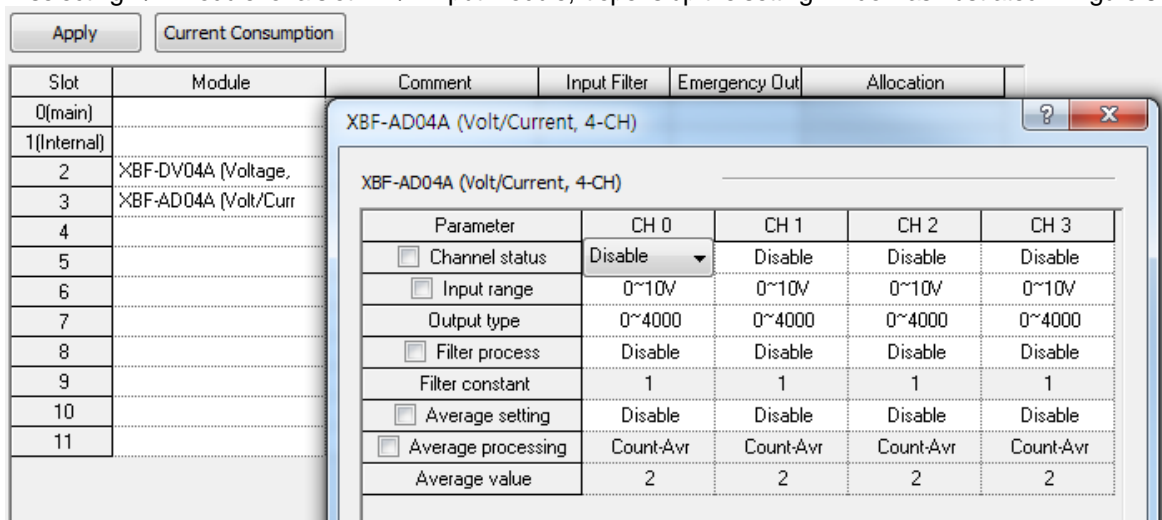 Apply Current Consumption
Slot Module Comment Input Filter Emergency Out Allocation
0(main)
1(Internal)
2 XBF-DV04A (Voltage,
3 XBF-AD04A (Volt/Curr
4
5
6
7
8
9
10
11
XBF-AD04A (Volt/Current, 4-CH)
XBF-AD04A (Volt/Current, 4-CH)
Parameter CH 0 CH 1 CH 2 CH 3
Channel status Disable Disable Disable Disable
Input range 0~10V 0~10V 0~10V 0~10V
Output type 0~4000 0~4000 0~4000 0~4000
Filter process Disable Disable Disable Disable
Filter constant 1 1 1 1
Average setting Disable Disable Disable Disable
Average processing Count-Avr Count-Avr Count-Avr Count-Avr
Average value 2 2 2 2